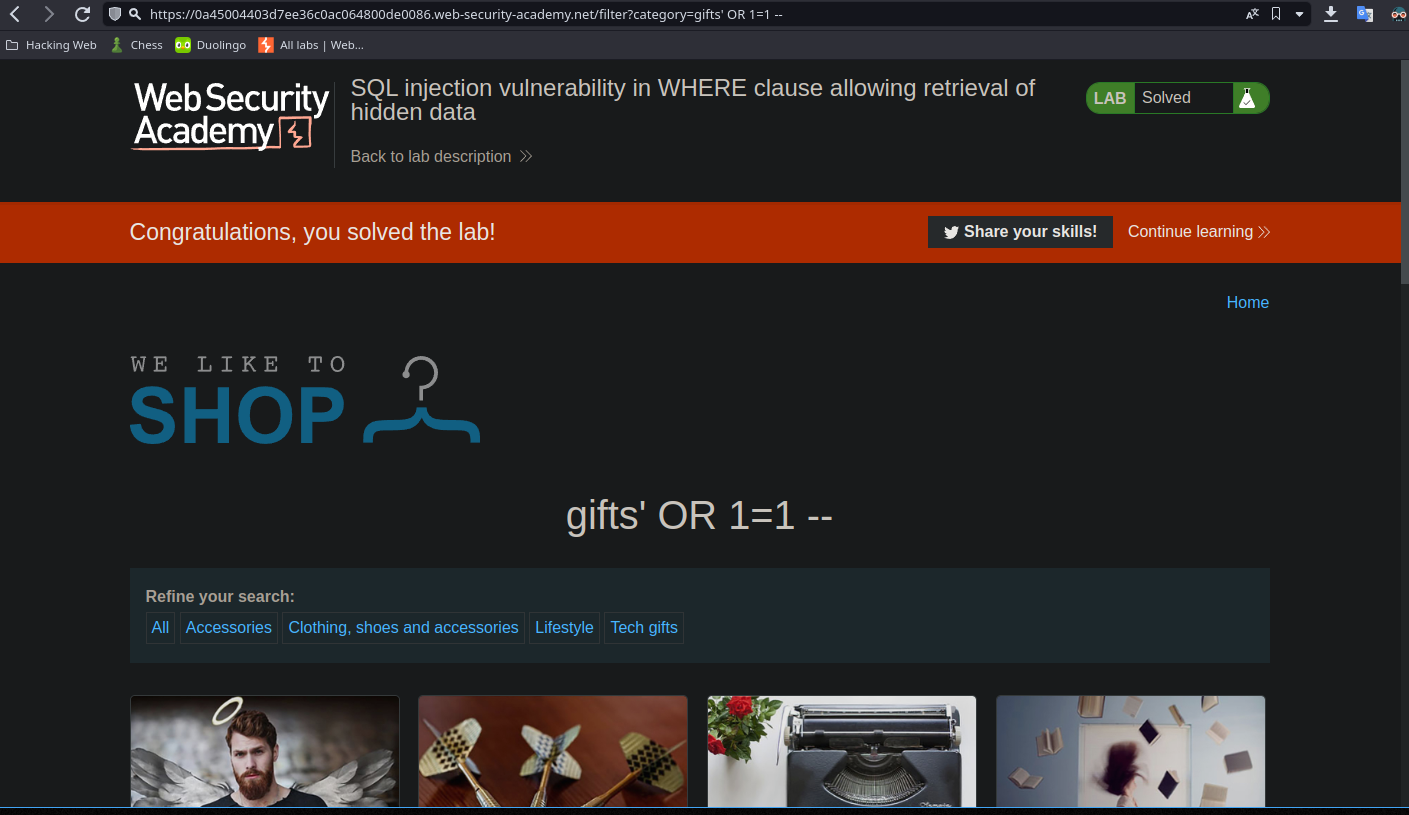 https://0a45004403d7ee36c0ac064800de0086.web-security-academy.net/filter?category=gifts' OR 1=1 --
Hacking Web Chess Duolingo All labs | Web...
WebSecurity
Academy
SQL injection vulnerability in WHERE clause allowing retrieval of
hidden data
Back to lab description
LAB Solved
Congratulations, you solved the lab!
Share your skills!
Continue learning
Home
WE LIKE TO
SHOP
gifts' OR 1=1 --
Refine your search:
All Accessories Clothing, shoes and accessories Lifestyle Tech gifts